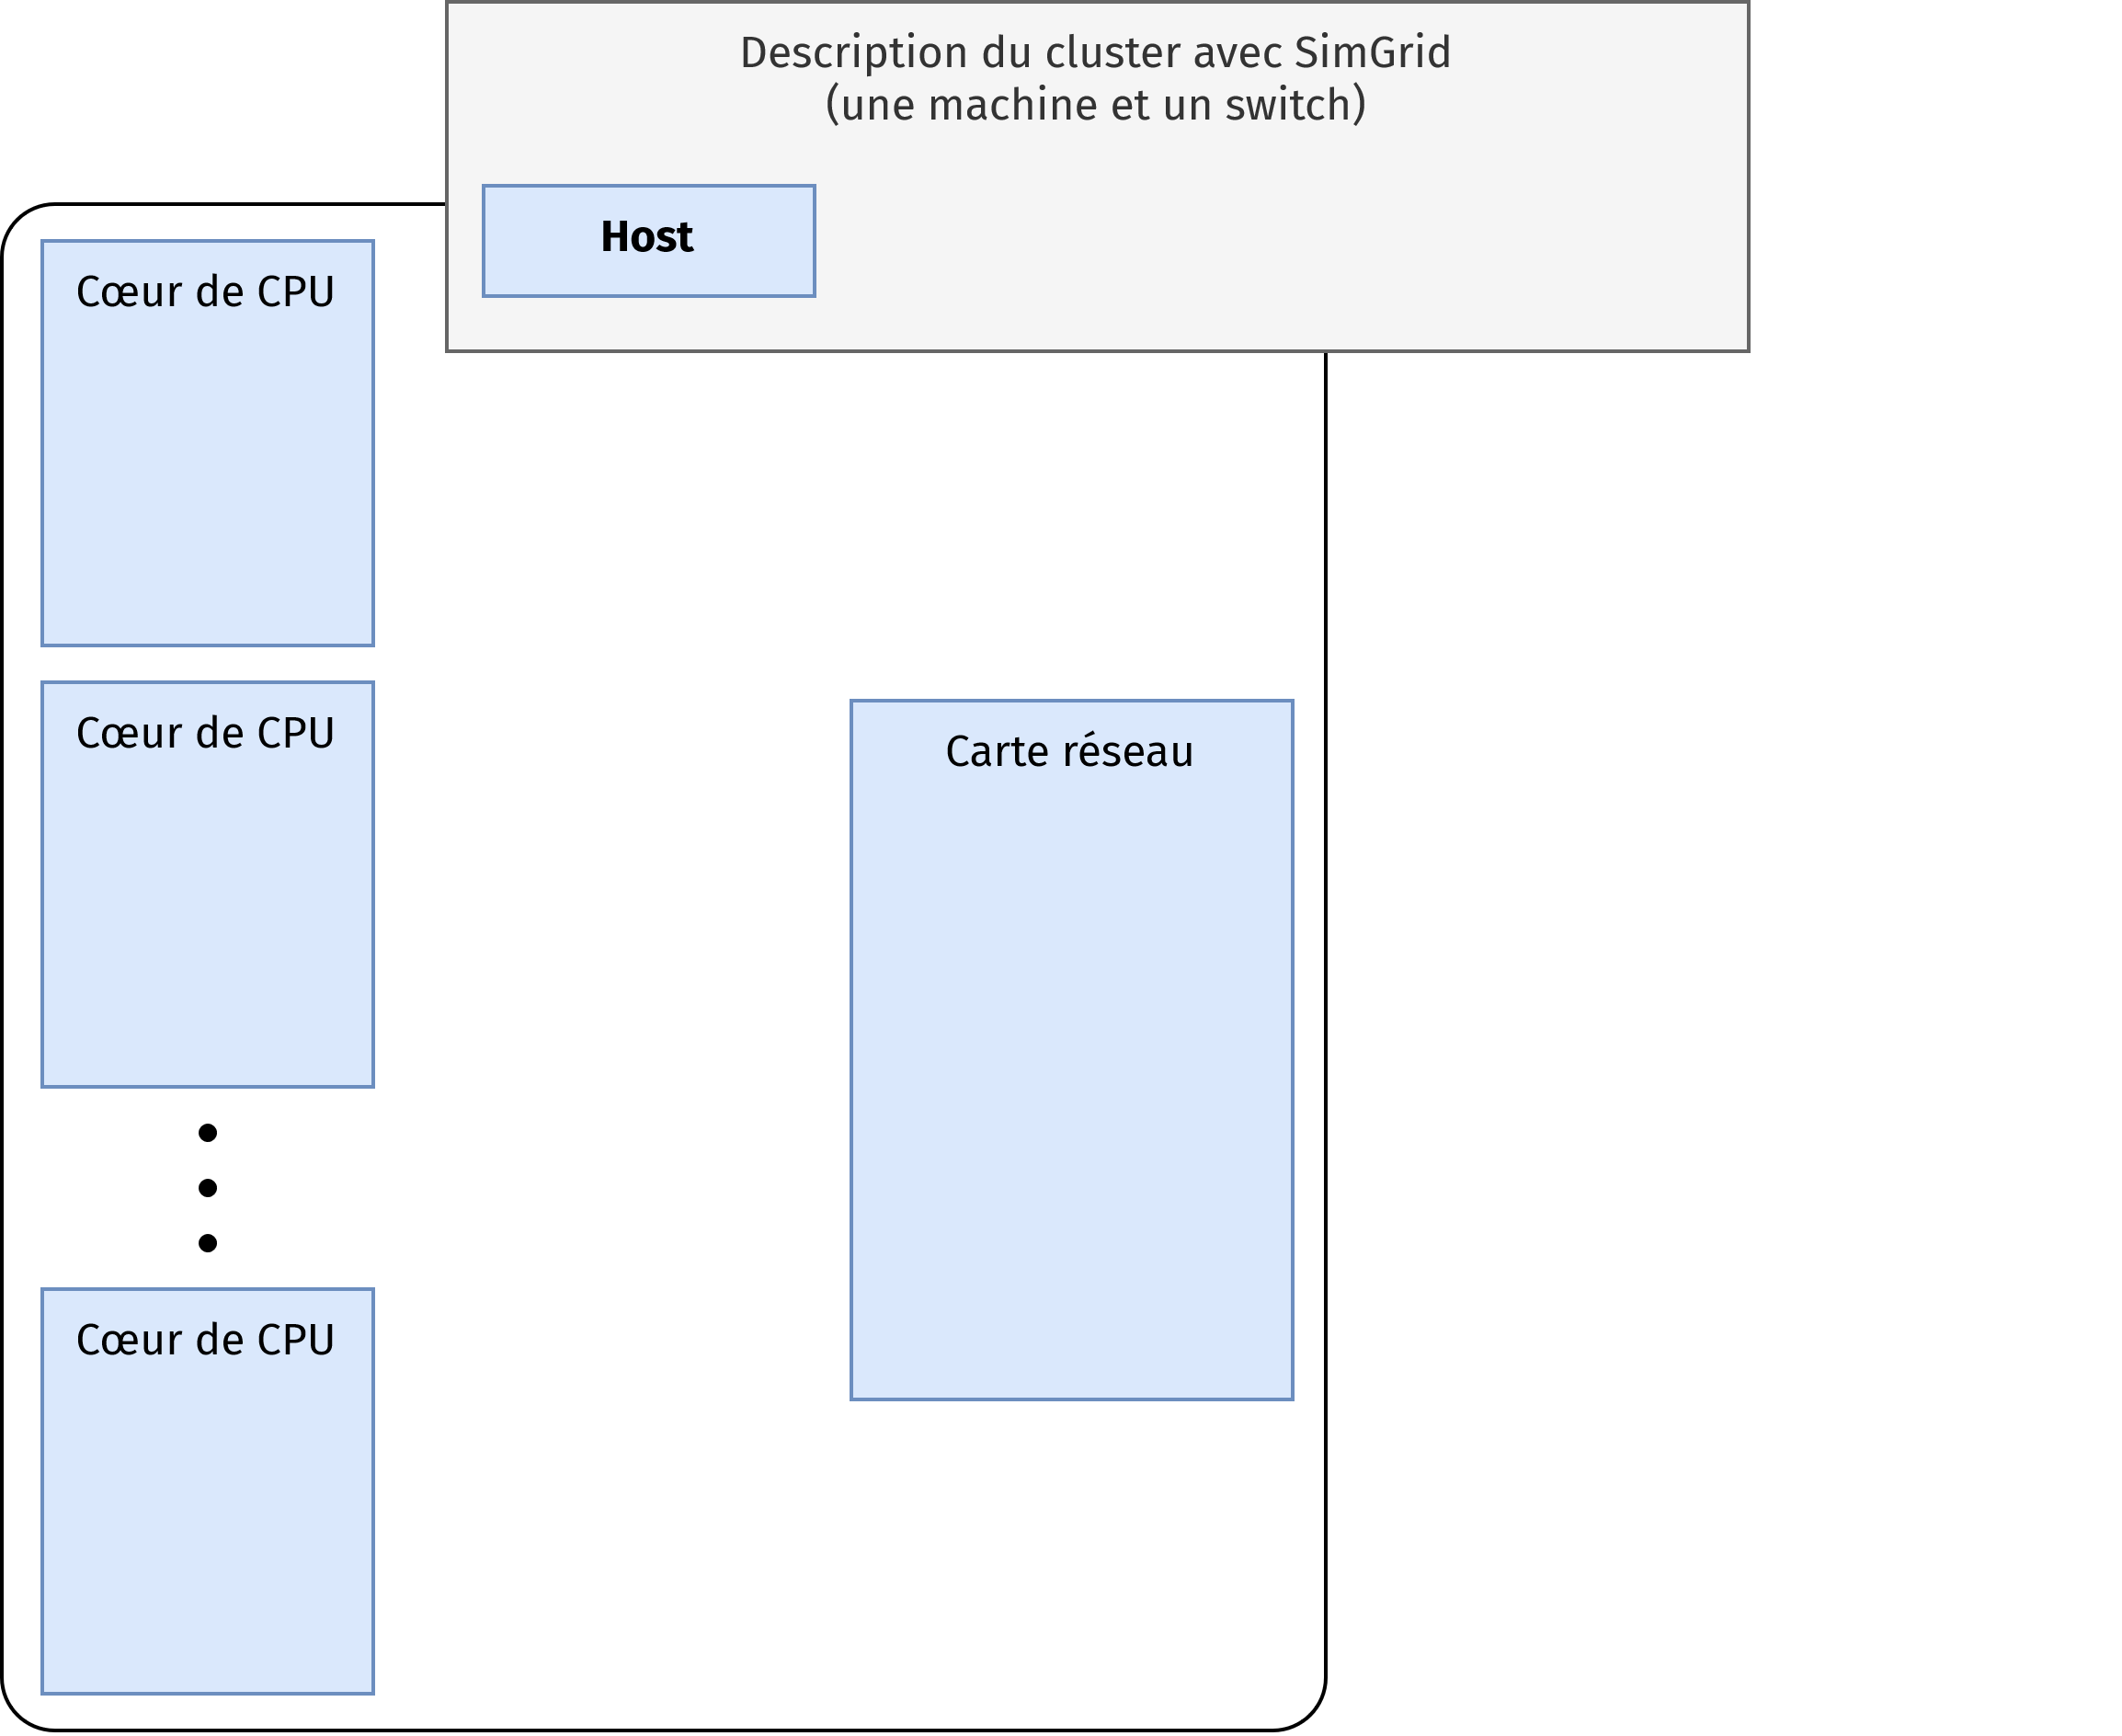 Description du cluster avec SimGrid
(une machine et un switch)
Host
Cœur de CPU
Cœur de CPU
Carte réseau
Cœur de CPU